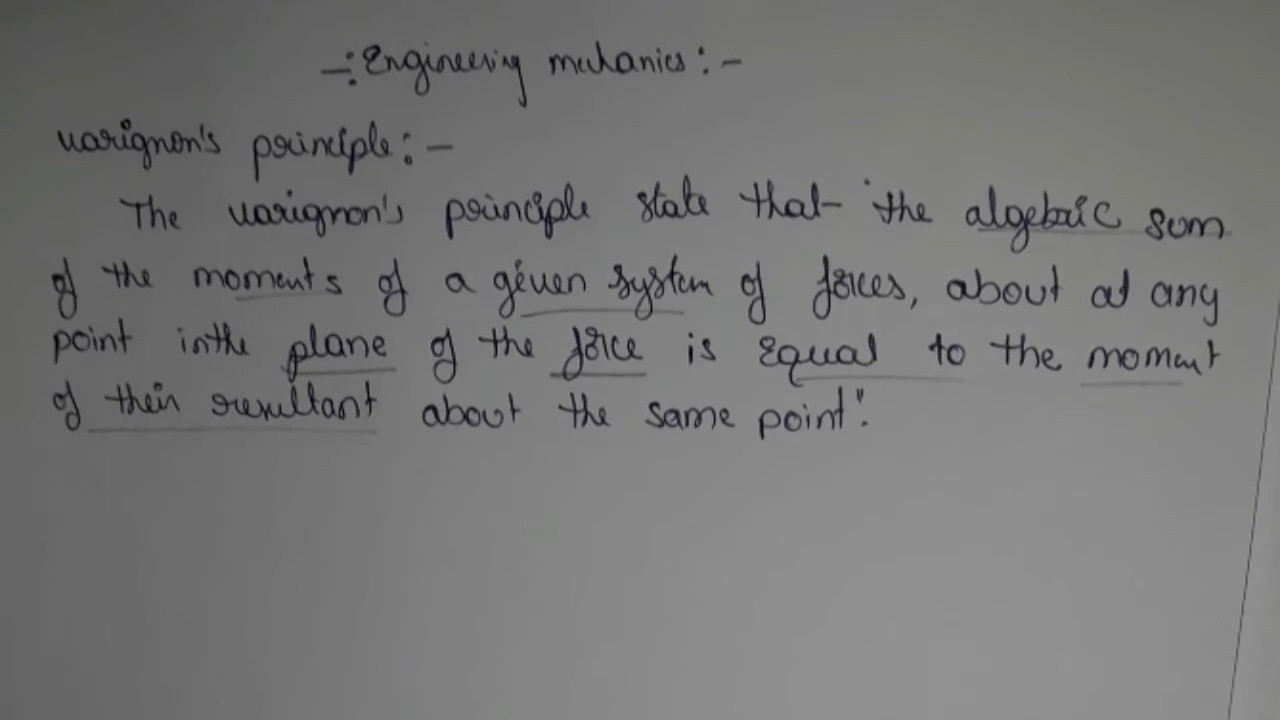 -: Engineering mechanics :-
varignon's principle :-
The varignon's principle state that "the algebraic sum
of the moments of a given system of forces, about at any
point in the plane of the force is equal to the moment
of their resultant about the same point".